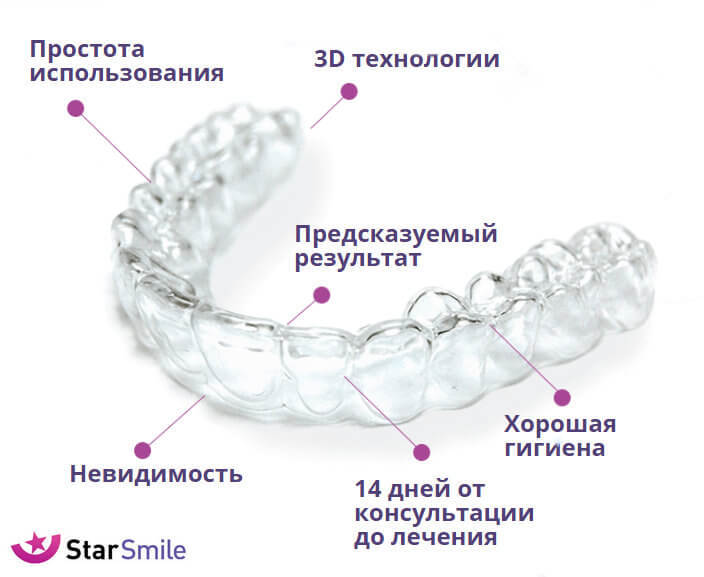 Простота
использования
3D технологии
Предсказуемый
результат
Хорошая
гигиена
Невидимость
14 дней от
консультации
до лечения
StarSmile